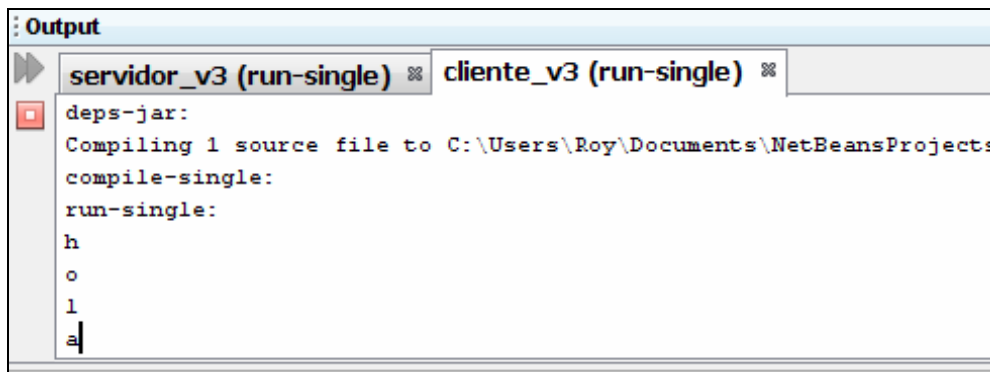 Output
servidor_v3 (run-single) cliente_v3 (run-single)
deps-jar:
Compiling 1 source file to C:\Users\Roy\Documents\NetBeansProjects
compile-single:
run-single:
h
o
l
a